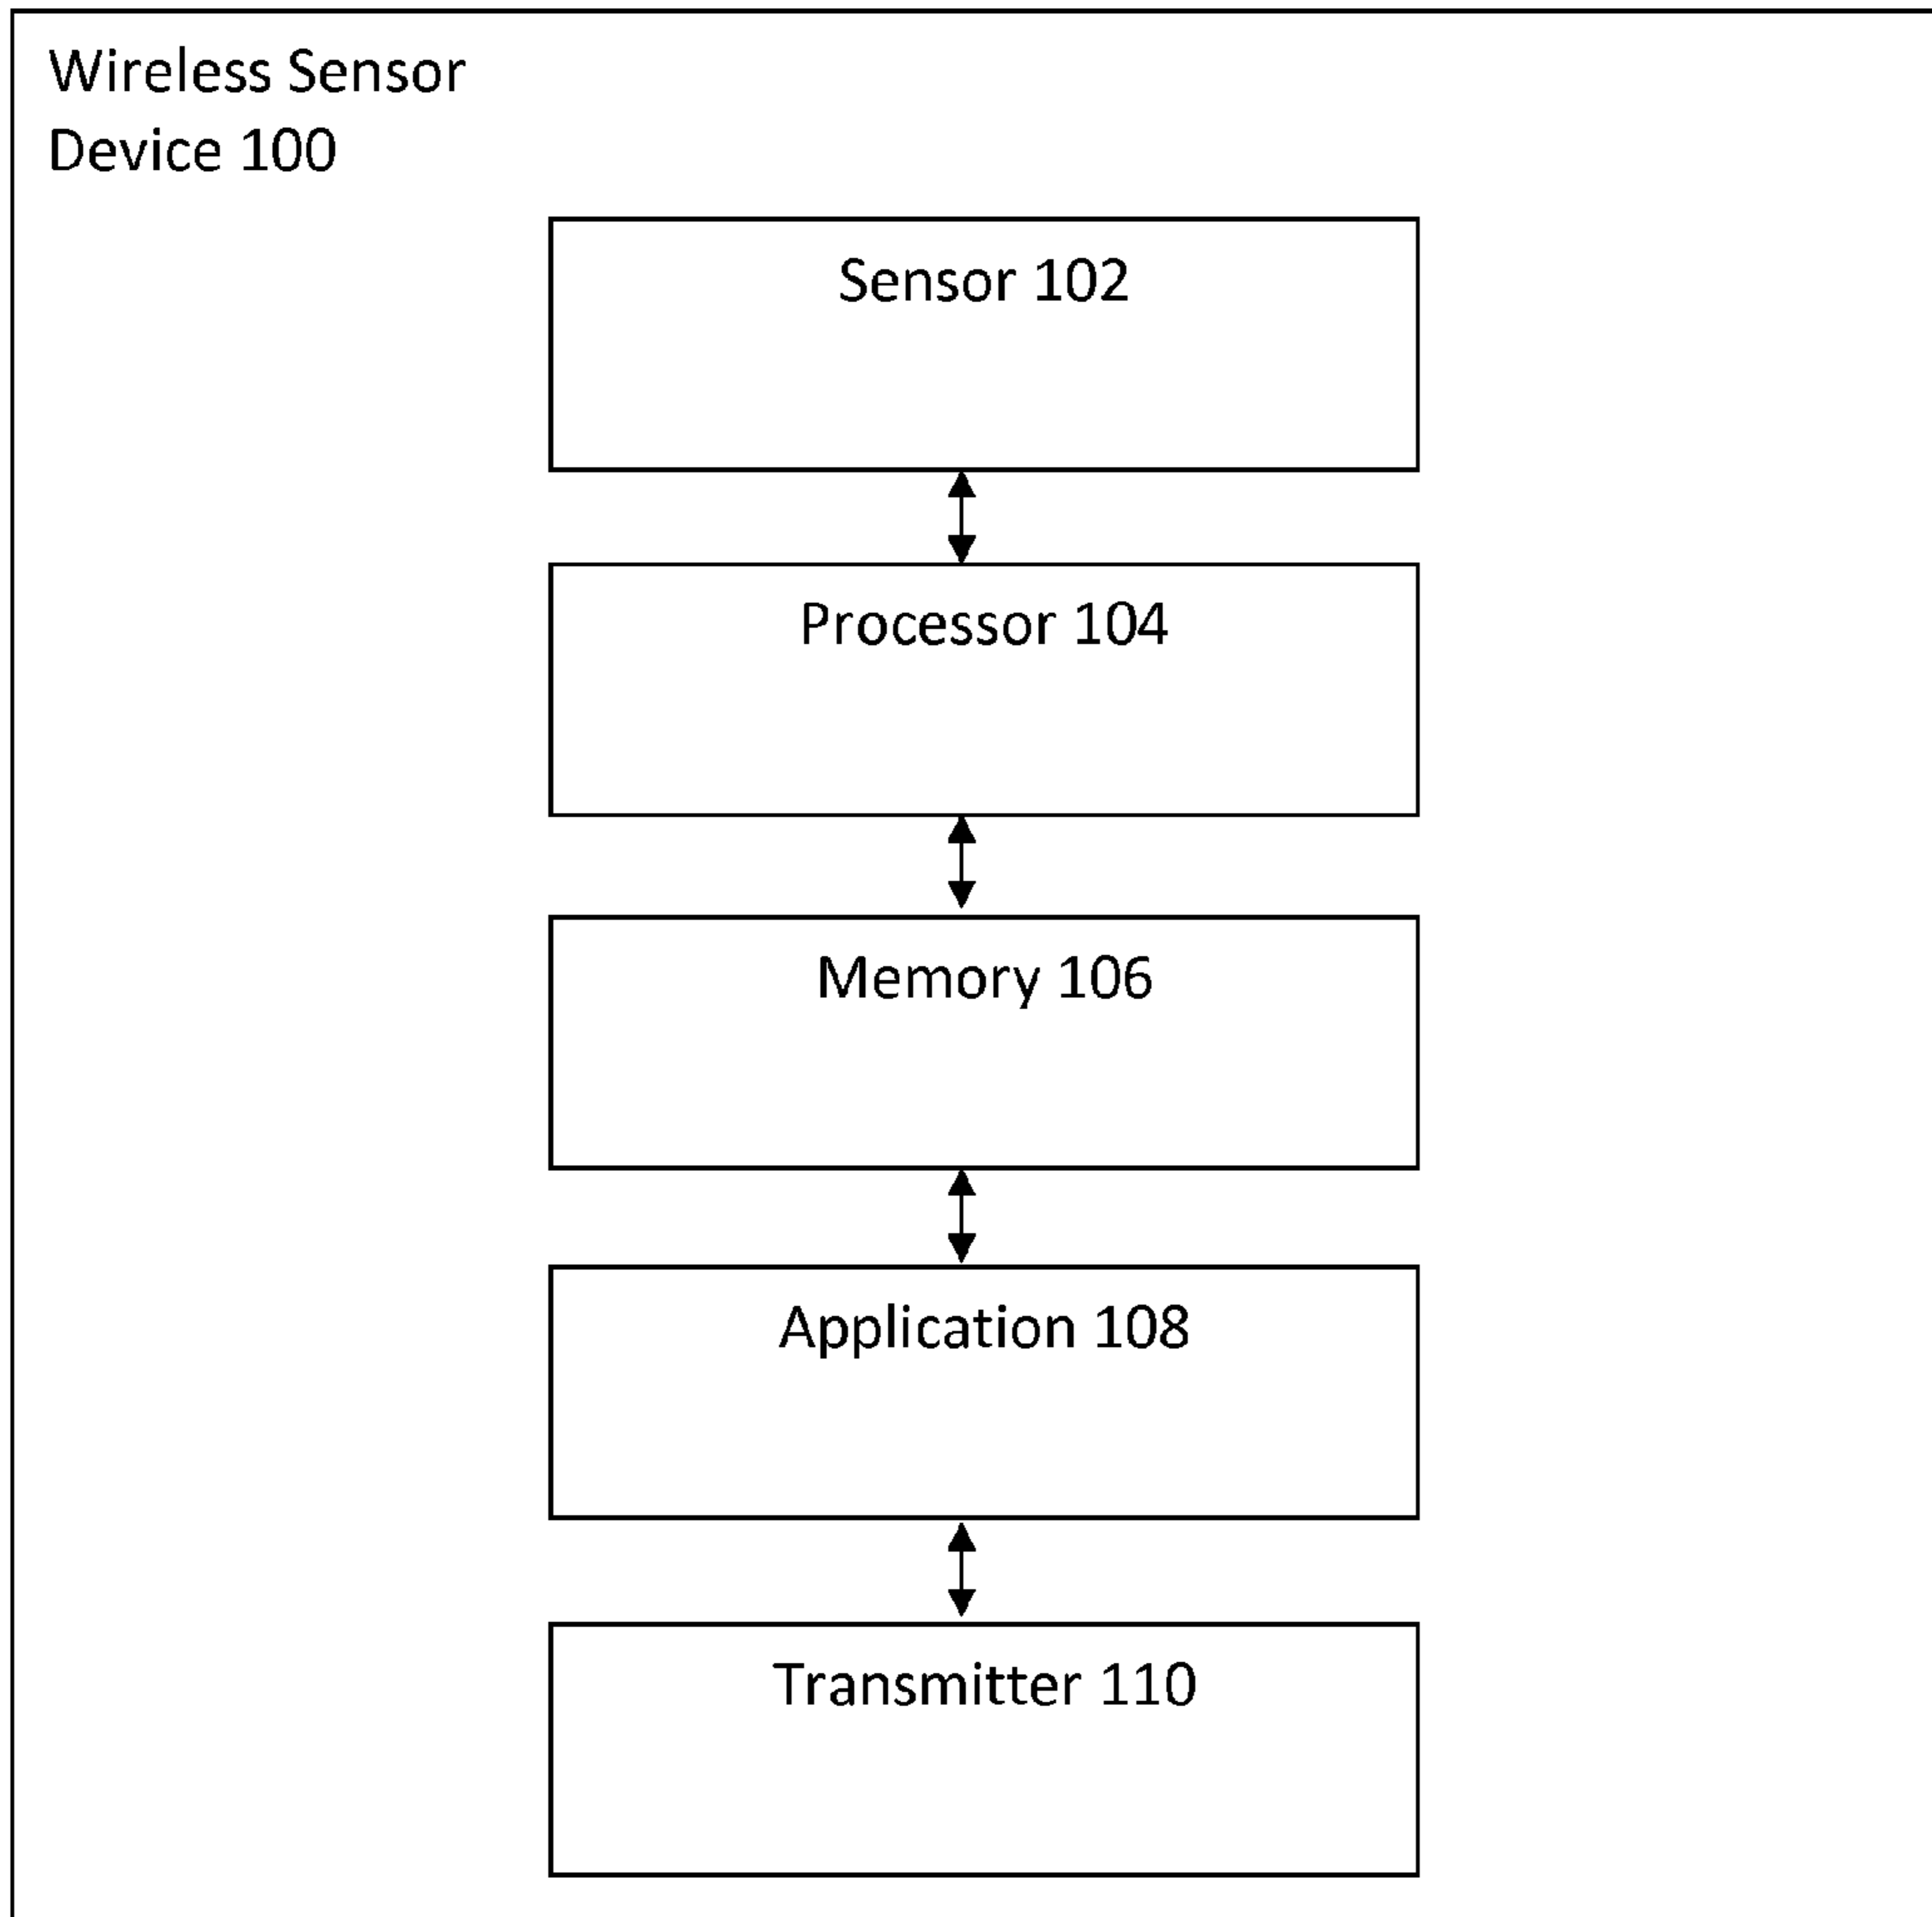 Wireless Sensor
Device 100
Sensor 102
Processor 104
Memory 106
Application 108
Transmitter 110